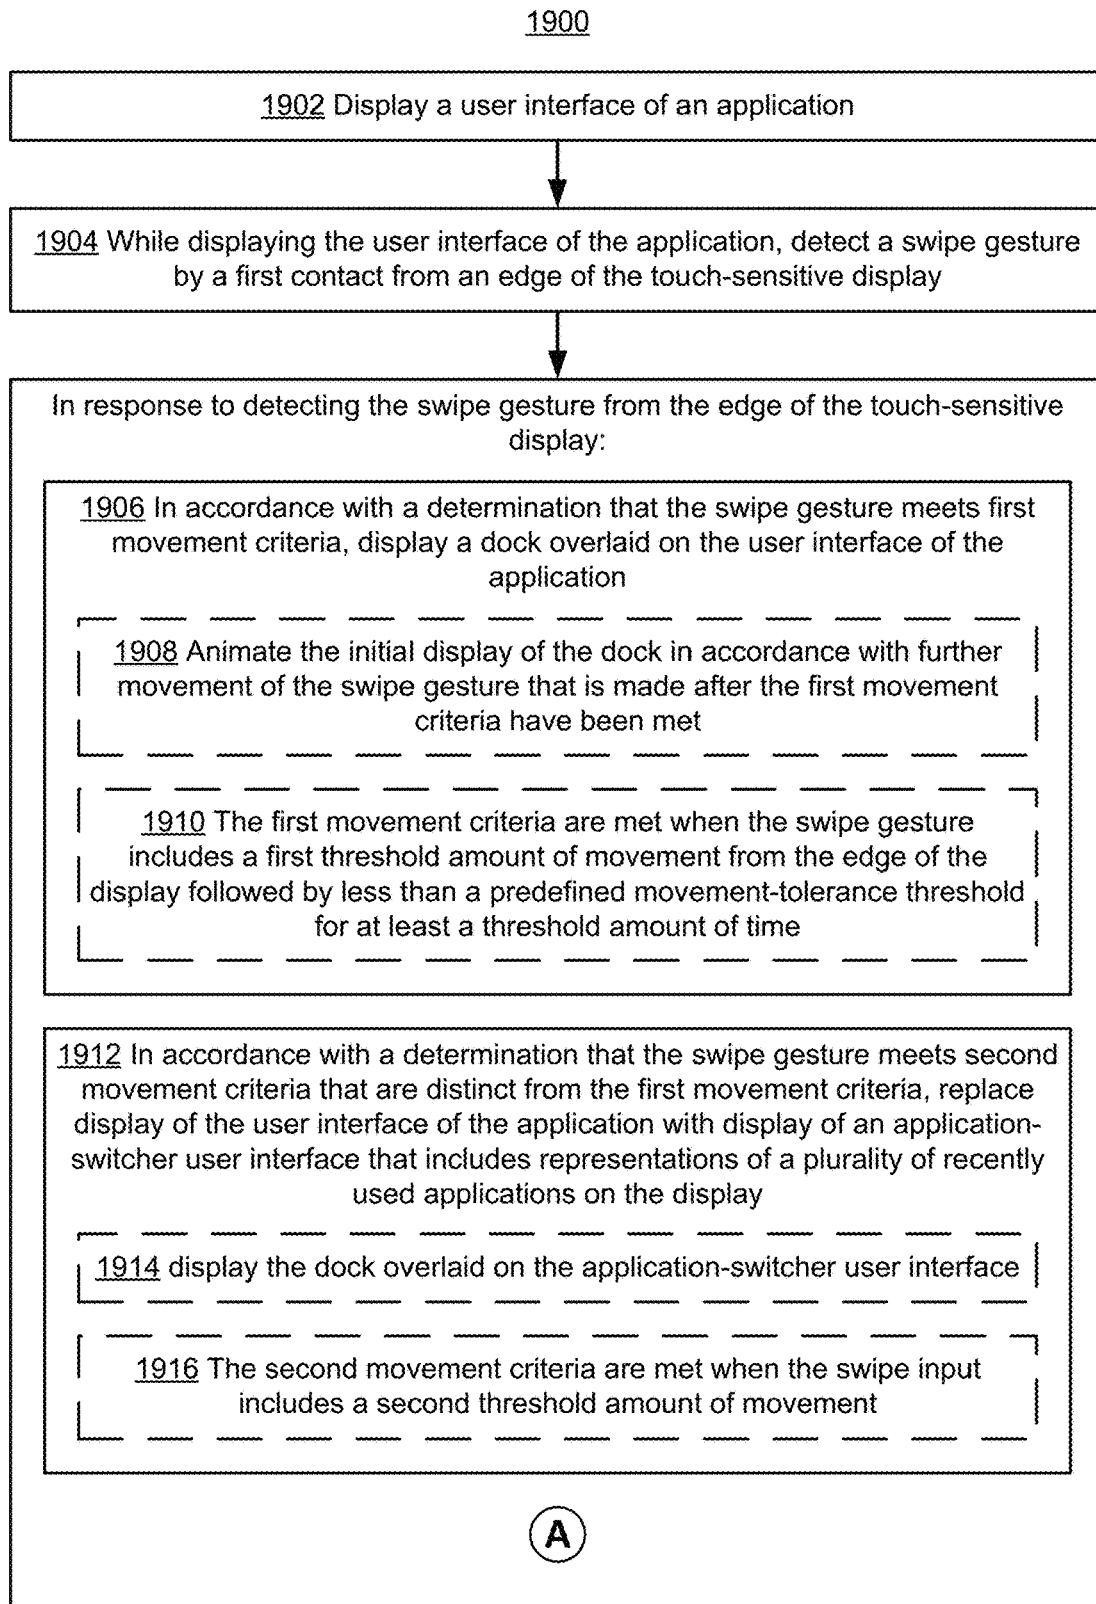 1900
1902 Display a user interface of an application
1904 While displaying the user interface of the application, detect a swipe gesture
by a first contact from an edge of the touch-sensitive display
In response to detecting the swipe gesture from the edge of the touch-sensitive
display:
1906 In accordance with a determination that the swipe gesture meets first
movement criteria, display a dock overlaid on the user interface of the
application
1908 Animate the initial display of the dock in accordance with further
movement of the swipe gesture that is made after the first movement
criteria have been met
1910 The first movement criteria are met when the swipe gesture
includes a first threshold amount of movement from the edge of the
display followed by less than a predefined movement-tolerance threshold
for at least a threshold amount of time
1912 In accordance with a determination that the swipe gesture meets second
movement criteria that are distinct from the first movement criteria, replace
display of the user interface of the application with display of an application-
switcher user interface that includes representations of a plurality of recently
used applications on the display
1914 display the dock overlaid on the application-switcher user interface
1916 The second movement criteria are met when the swipe input
includes a second threshold amount of movement
A